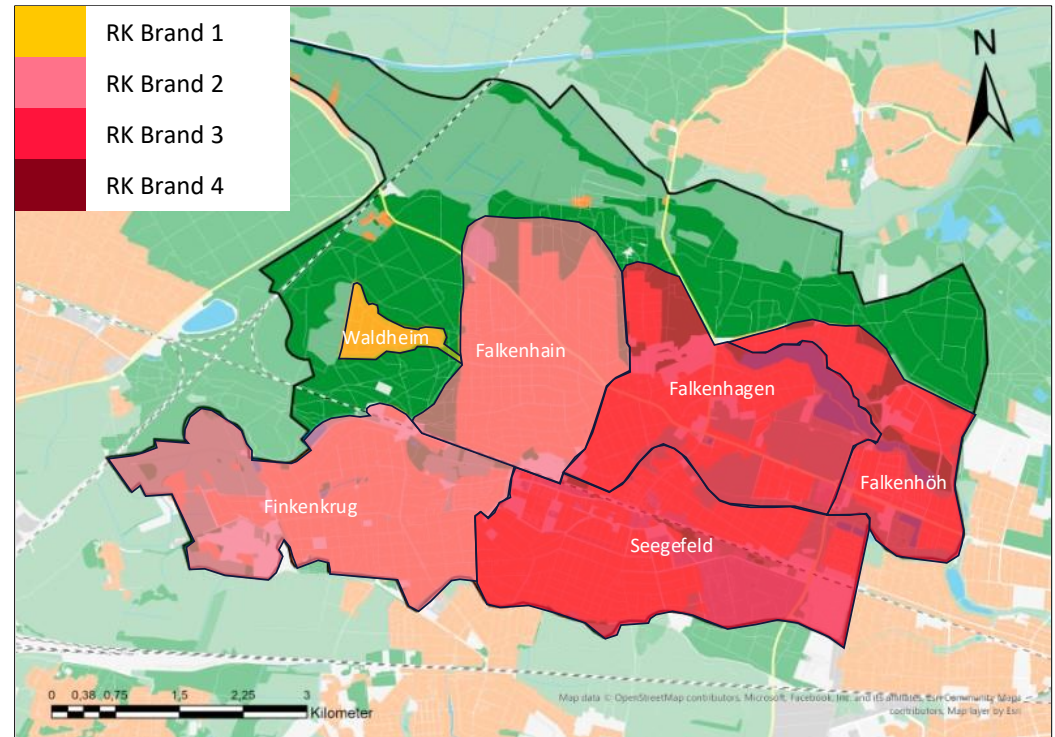 RK Brand 1
RK Brand 2
RK Brand 3
RK Brand 4
N
Waldheim
Falkenhain
Falkenhagen
Falkenhöh
Finkenkrug
Seegefeld
0 0,38 0,75 1,5 2,25 3
Kilometer
Map data © OpenStreetMap contributors, Microsoft, Facebook, Inc. and its affiliates, Esri Community Maps
contributors, Map layer by Esri